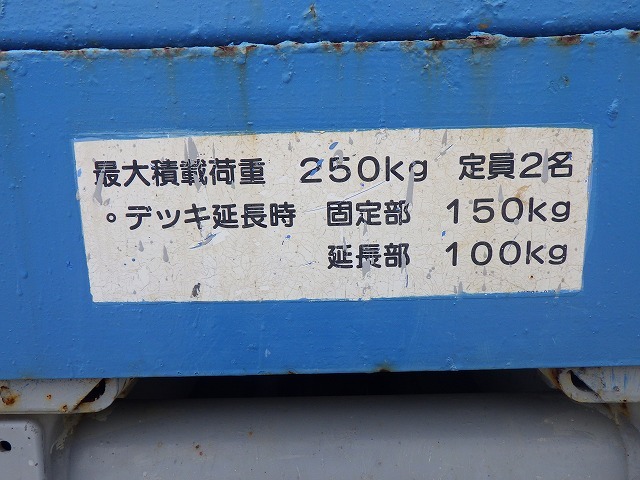 最大積載荷重　250kg　定員2名
。デッキ延長時　固定部　150kg
延長部　100kg